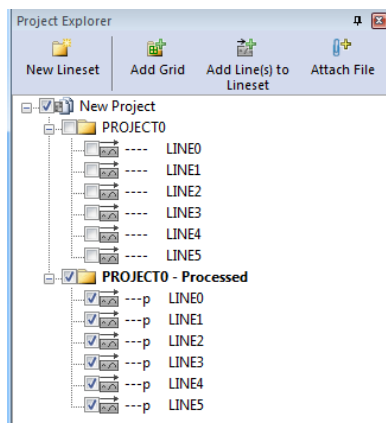 Project Explorer
New Lineset
Add Grid
Add Line(s) to
Lineset
Attach File
New Project
PROJECT0
---- LINE0
---- LINE1
---- LINE2
---- LINE3
---- LINE4
---- LINE5
PROJECT0 - Processed
---p LINE0
---p LINE1
---p LINE2
---p LINE3
---p LINE4
---p LINE5